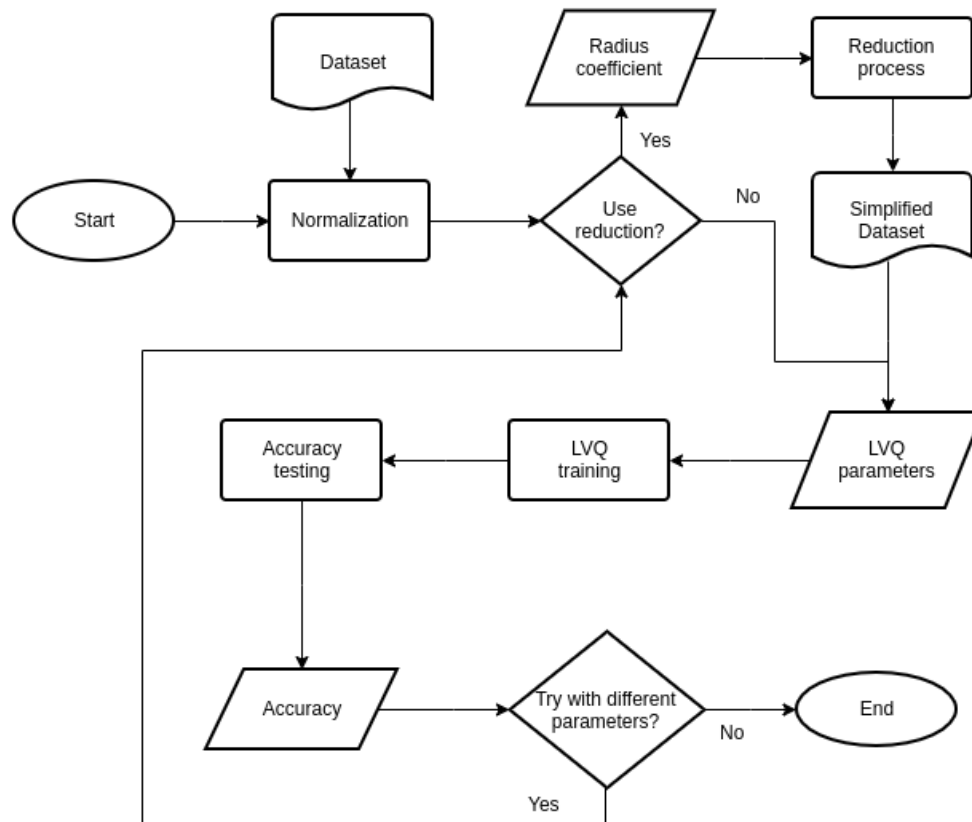 Dataset
Radius
coefficient
Reduction
process
Yes
Start
Normalization
Use
reduction?
No
Simplified
Dataset
Accuracy
testing
LVQ
training
LVQ
parameters
Accuracy
Try with different
parameters?
No
End
Yes